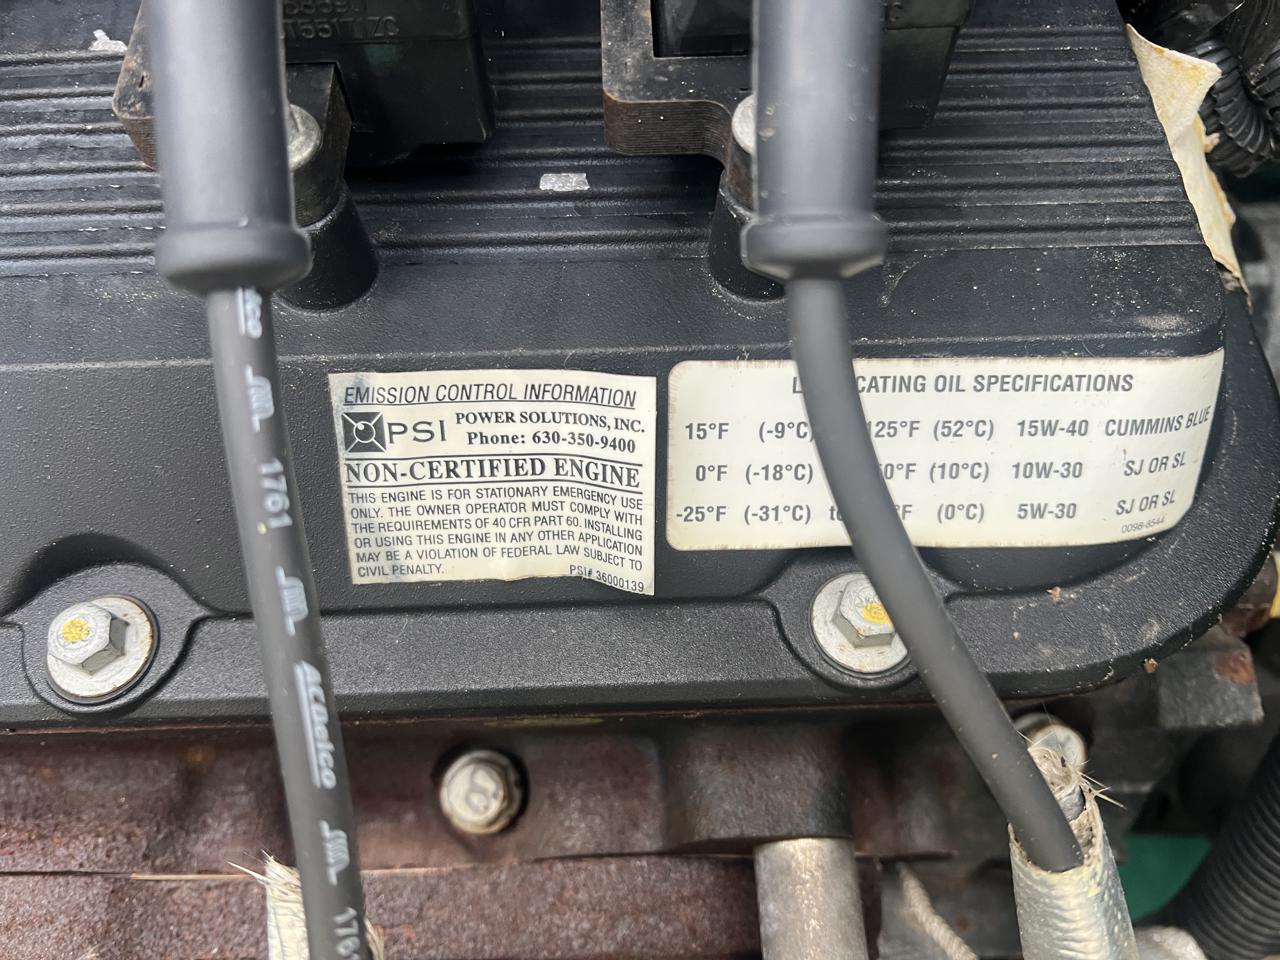 T55171ZC
C
EMISSION CONTROL INFORMATION
PSI POWER SOLUTIONS, INC.
Phone: 630-350-9400
NON-CERTIFIED ENGINE
THIS ENGINE IS FOR STATIONARY EMERGENCY USE
ONLY. THE OWNER OPERATOR MUST COMPLY WITH
THE REQUIREMENTS OF 40 CFR PART 60. INSTALLING
OR USING THIS ENGINE IN ANY OTHER APPLICATION
MAY BE A VIOLATION OF FEDERAL LAW SUBJECT TO
CIVIL PENALTY.
PSI# 36000139
CATING OIL SPECIFICATIONS
15°F (-9°C) 125°F (52°C) 15W-40 CUMMINS BLUE
0°F (-18°C) 0°F (10°C) 10W-30 SJ OR SL
-25°F (-31°C) (0°C) 5W-30 SJ OR SL
0098-8544
1761
ACDelco
176